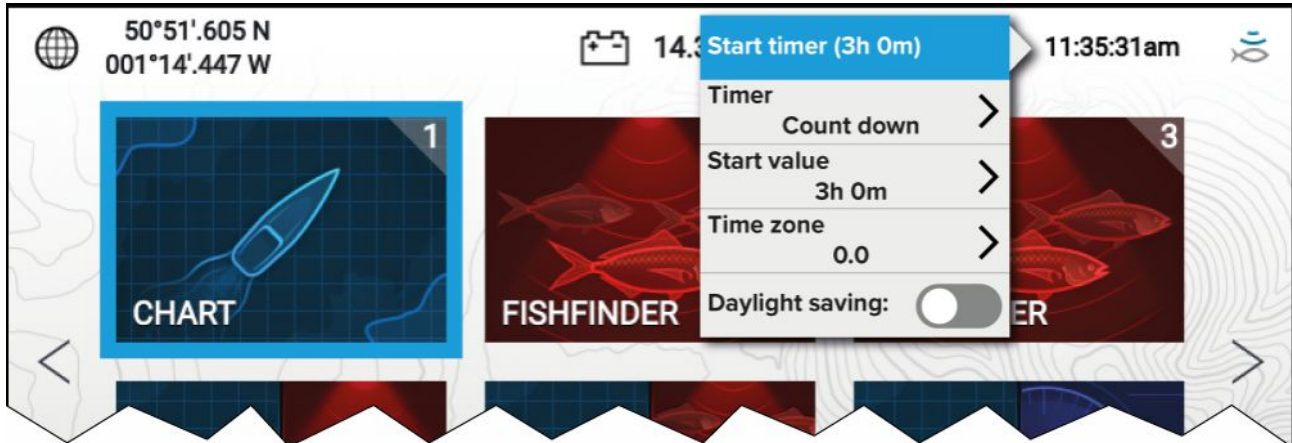 50°51'.605 N
001°14'.447 W
14.
Start timer (3h 0m)
11:35:31am
Timer
Count down
Start value
3h 0m
Time zone
0.0
Daylight saving:
1
CHART
FISHFINDER
3
ER